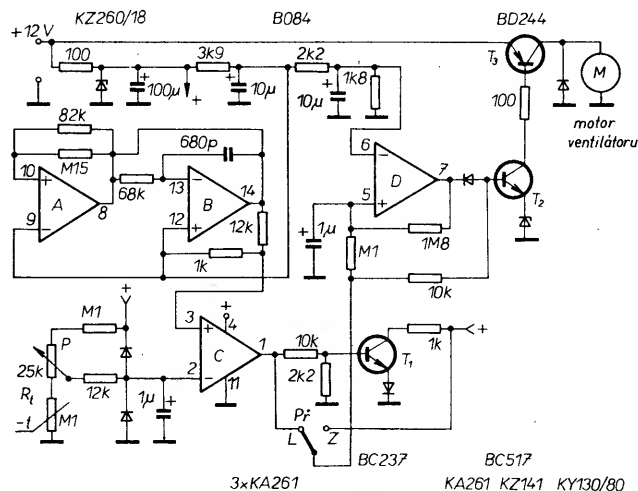 KZ260/18 B084 BD244
+12 V
100
3k9
2k2
100µ
+
10µ
10µ
1k8
T3
100
M
motor
ventilátoru
82k
M15
68k
680p
10
9
A
8
13
12
B
14
12k
1k
6
5
D
7
T2
1µ
M1
1M8
10k
+
M1
P
25k
Rt
-t
M1
12k
1µ
3
2
+
4
C
11
1
10k
2k2
T1
1k
+
Př
L
Z
BC237 BC517
3xKA261 KA261 KZ141 KY130/80